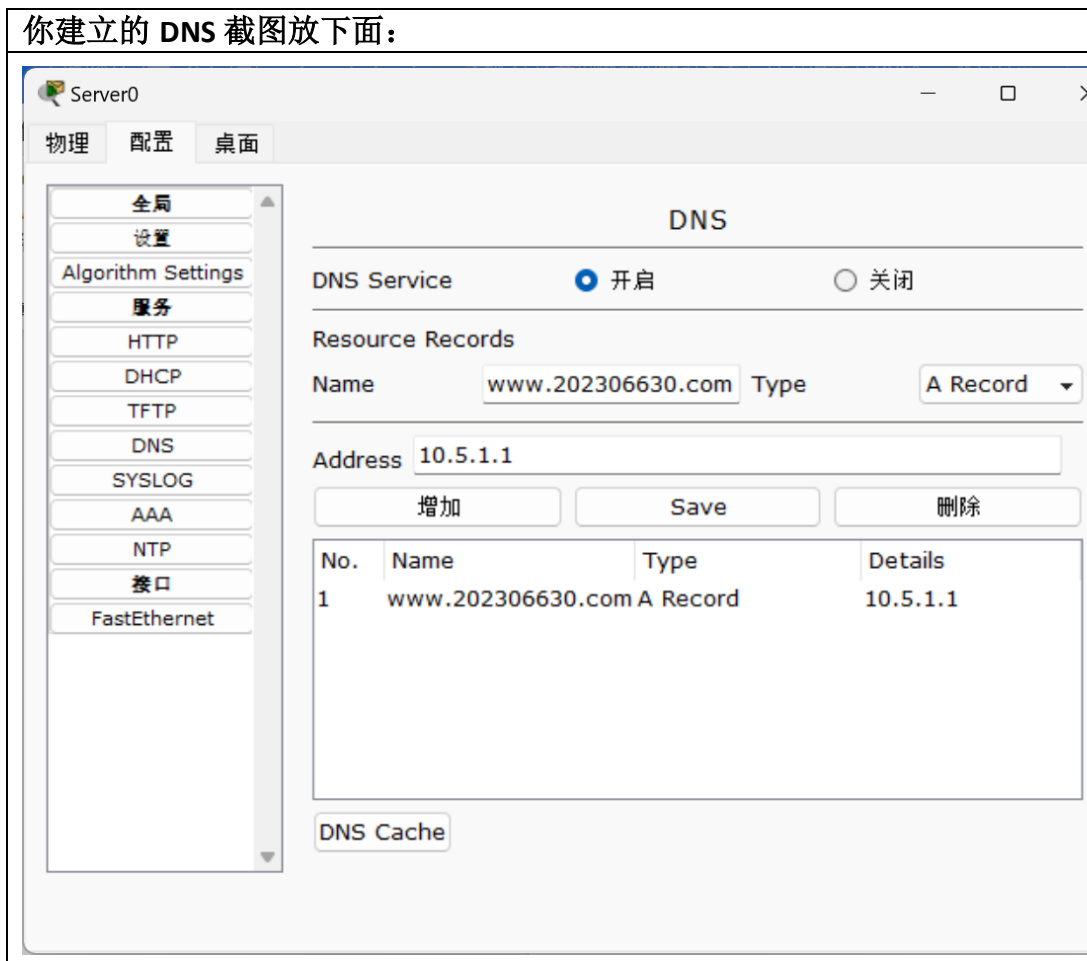 你建立的 DNS 截图放下面：
Server0
物理 配置 桌面
全局
设置
Algorithm Settings
服务
HTTP
DHCP
TFTP
DNS
SYSLOG
AAA
NTP
接口
FastEthernet
DNS
DNS Service 开启 关闭
Resource Records
Name www.202306630.com Type A Record
Address 10.5.1.1
增加 Save 删除
No. Name Type Details
1 www.202306630.com A Record 10.5.1.1
DNS Cache